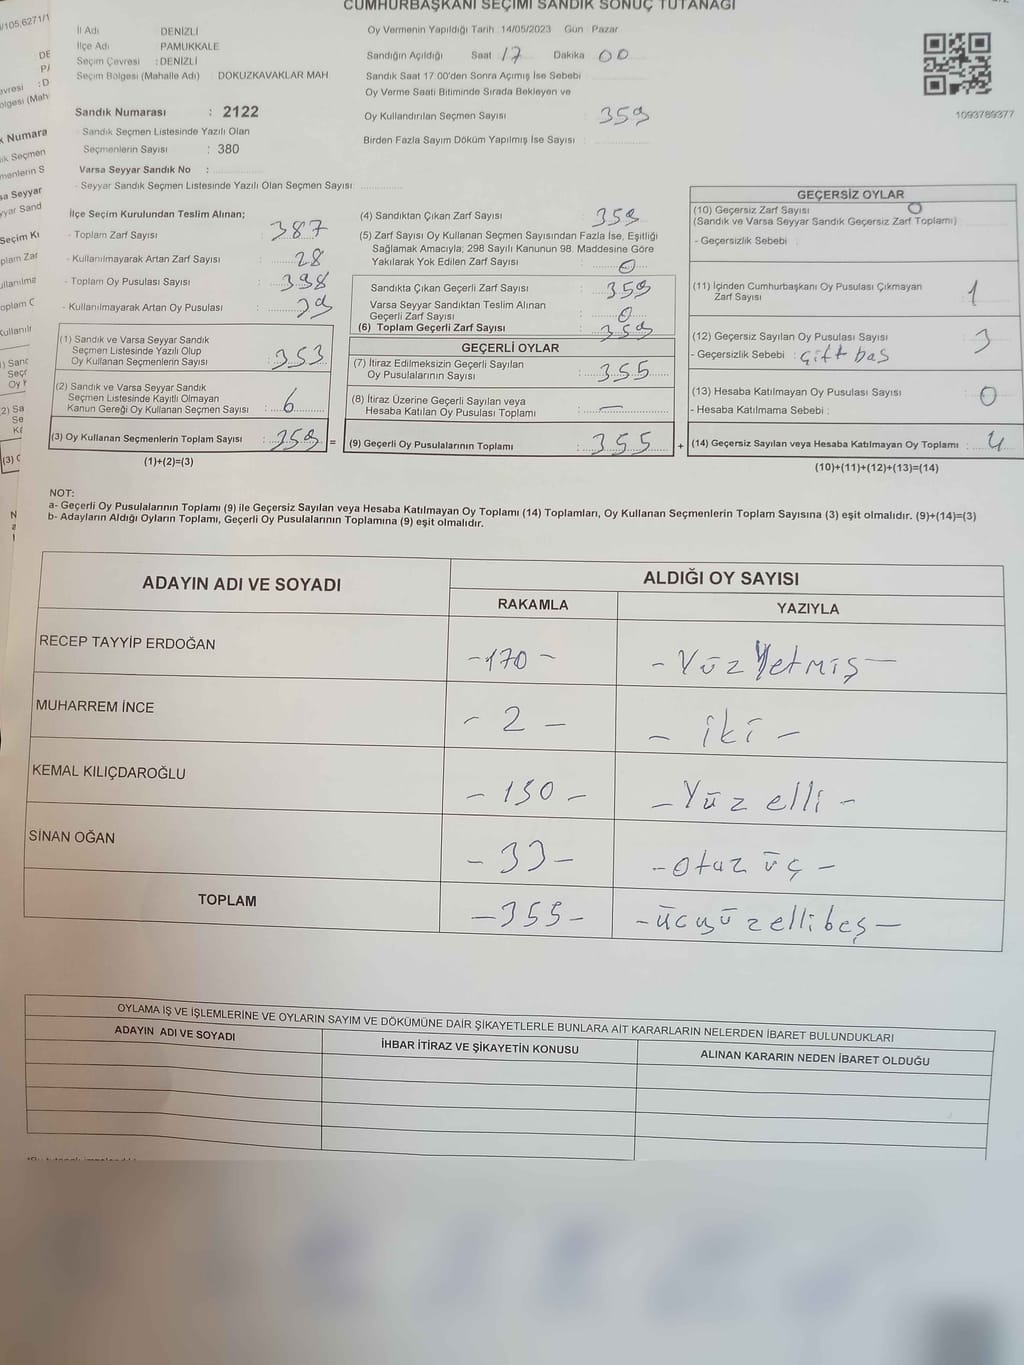 CUMHURBAŞKANI SEÇİMİ SANDIK SONUÇ TUTANAĞI
/105,6271/1
İl Adı DENİZLİ
İlçe Adı PAMUKKALE
Seçim Çevresi : DENİZLİ
Seçim Bölgesi (Mahalle Adı) : DOKUZKAVAKLAR MAH
Sandık Numarası : 2122
- Sandık Seçmen Listesinde Yazılı Olan
Seçmenlerin Sayısı : 380
Varsa Seyyar Sandık No :
- Seyyar Sandık Seçmen Listesinde Yazılı Olan Seçmen Sayısı
Oy Vermenin Yapıldığı Tarih : 14/05/2023 Gün Pazar
Sandığın Açıldığı Saat 17 Dakika 00
Sandık Saat 17.00'den Sonra Açımış İse Sebebi
Oy Verme Saati Bitiminde Sırada Bekleyen ve
Oy Kullandırılan Seçmen Sayısı : 359
Birden Fazla Sayım Döküm Yapılmış İse Sayısı :
1093789377
İlçe Seçim Kurulundan Teslim Alınan;
- Toplam Zarf Sayısı : 387
- Kullanılmayarak Artan Zarf Sayısı : 28
- Toplam Oy Pusulası Sayısı : 398
- Kullanılmayarak Artan Oy Pusulası : 39
(1) Sandık ve Varsa Seyyar Sandık
Seçmen Listesinde Yazılı Olup
Oy Kullanan Seçmenlerin Sayısı : 353
(2) Sandık ve Varsa Seyyar Sandık
Seçmen Listesinde Kayıtlı Olmayan
Kanun Gereği Oy Kullanan Seçmen Sayısı : 6
(3) Oy Kullanan Seçmenlerin Toplam Sayısı : 359 =
(1)+(2)=(3)
(4) Sandıktan Çıkan Zarf Sayısı : 359
(5) Zarf Sayısı Oy Kullanan Seçmen Sayısından Fazla İse, Eşitliği
Sağlamak Amacıyla; 298 Sayılı Kanunun 98. Maddesine Göre
Yakılarak Yok Edilen Zarf Sayısı : 0
Sandıkta Çıkan Geçerli Zarf Sayısı : 359
Varsa Seyyar Sandıktan Teslim Alınan
Geçerli Zarf Sayısı : 0
(6) Toplam Geçerli Zarf Sayısı : 359
GEÇERLİ OYLAR
(7) İtiraz Edilmeksizin Geçerli Sayılan
Oy Pusulalarının Sayısı : 355
(8) İtiraz Üzerine Geçerli Sayılan veya
Hesaba Katılan Oy Pusulası Toplamı : —
(9) Geçerli Oy Pusulalarının Toplamı : 355 +
GEÇERSİZ OYLAR
(10) Geçersiz Zarf Sayısı 0
(Sandık ve Varsa Seyyar Sandık Geçersiz Zarf Toplamı)
- Geçersizlik Sebebi :
(11) İçinden Cumhurbaşkanı Oy Pusulası Çıkmayan
Zarf Sayısı : 1
(12) Geçersiz Sayılan Oy Pusulası Sayısı : 3
- Geçersizlik Sebebi : Çift bas
(13) Hesaba Katılmayan Oy Pusulası Sayısı : 0
- Hesaba Katılmama Sebebi :
(14) Geçersiz Sayılan veya Hesaba Katılmayan Oy Toplamı : 4
(10)+(11)+(12)+(13)=(14)
NOT:
a- Geçerli Oy Pusulalarının Toplamı (9) ile Geçersiz Sayılan veya Hesaba Katılmayan Oy Toplamı (14) Toplamları, Oy Kullanan Seçmenlerin Toplam Sayısına (3) eşit olmalıdır. (9)+(14)=(3)
b- Adayların Aldığı Oyların Toplamı, Geçerli Oy Pusulalarının Toplamına (9) eşit olmalıdır.
ADAYIN ADI VE SOYADI ALDIĞI OY SAYISI
RAKAMLA YAZIYLA
RECEP TAYYİP ERDOĞAN -170- -Yüz Yetmiş-
MUHARREM İNCE - 2 - - iki -
KEMAL KILIÇDAROĞLU - 150 - - Yüz elli -
SİNAN OĞAN - 33 - - Otuz üç -
TOPLAM - 355 - - üçyüzellibeş -
OYLAMA İŞ VE İŞLEMLERİNE VE OYLARIN SAYIM VE DÖKÜMÜNE DAİR ŞİKAYETLERLE BUNLARA AİT KARARLARIN NELERDEN İBARET BULUNDUKLARI
ADAYIN ADI VE SOYADI İHBAR İTİRAZ VE ŞİKAYETİN KONUSU ALINAN KARARIN NEDEN İBARET OLDUĞU